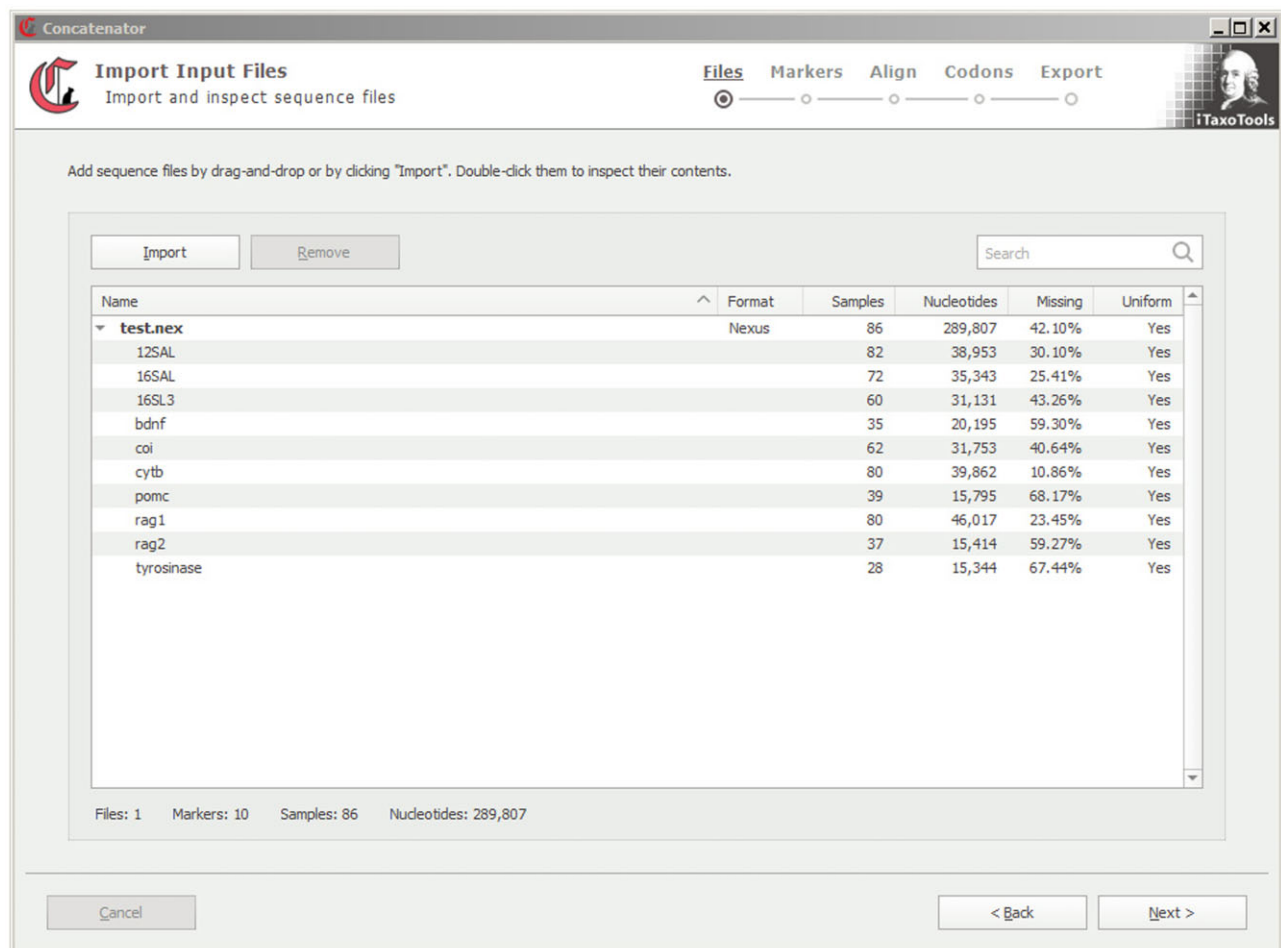 Concatenator
Import Input Files
Import and inspect sequence files
Files Markers Align Codons Export
iTaxoTools
Add sequence files by drag-and-drop or by clicking "Import". Double-click them to inspect their contents.
Import Remove Search
Name Format Samples Nucleotides Missing Uniform
test.nex Nexus 86 289,807 42.10% Yes
12SAL 82 38,953 30.10% Yes
16SAL 72 35,343 25.41% Yes
16SL3 60 31,131 43.26% Yes
bdnf 35 20,195 59.30% Yes
coi 62 31,753 40.64% Yes
cytb 80 39,862 10.86% Yes
pomc 39 15,795 68.17% Yes
rag1 80 46,017 23.45% Yes
rag2 37 15,414 59.27% Yes
tyrosinase 28 15,344 67.44% Yes
Files: 1 Markers: 10 Samples: 86 Nucleotides: 289,807
Cancel < Back Next >